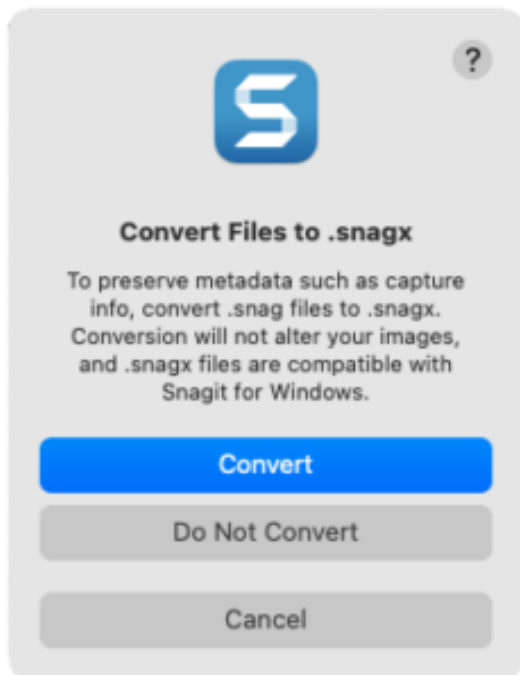 ?
S
Convert Files to .snagx
To preserve metadata such as capture
info, convert .snag files to .snagx.
Conversion will not alter your images,
and .snagx files are compatible with
Snagit for Windows.
Convert
Do Not Convert
Cancel